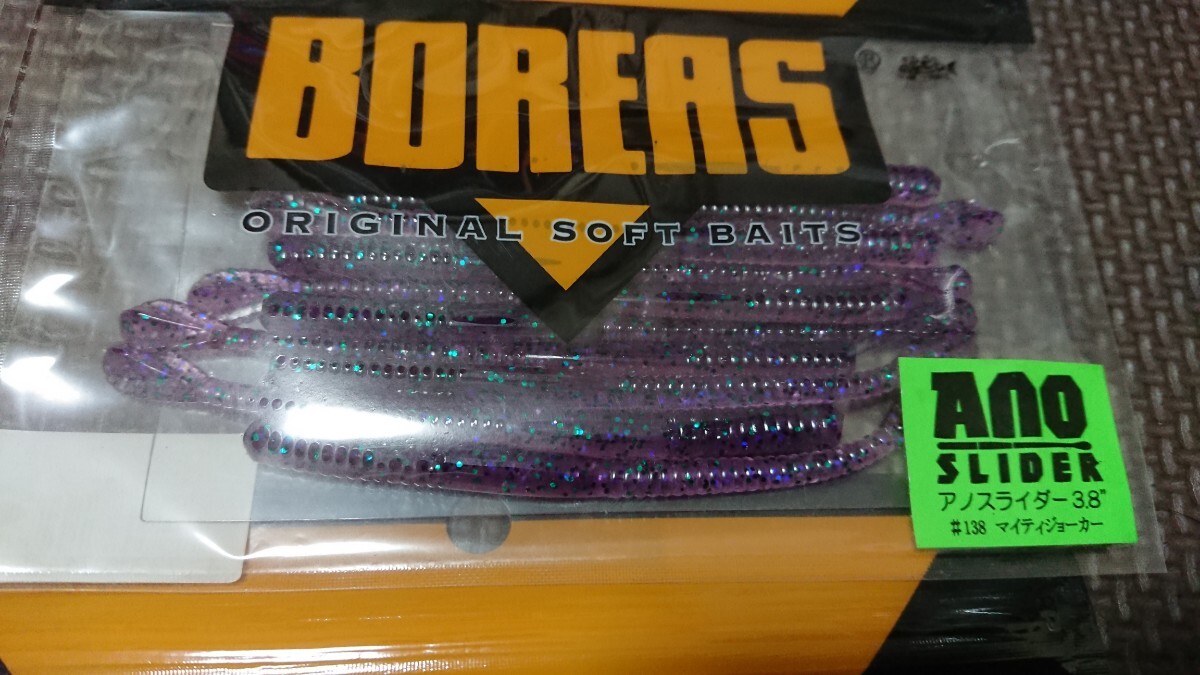 BOREAS
®
ORIGINAL SOFT BAITS
ANO
SLIDER
アノスライダー 3.8"
#138 マイティジョーカー